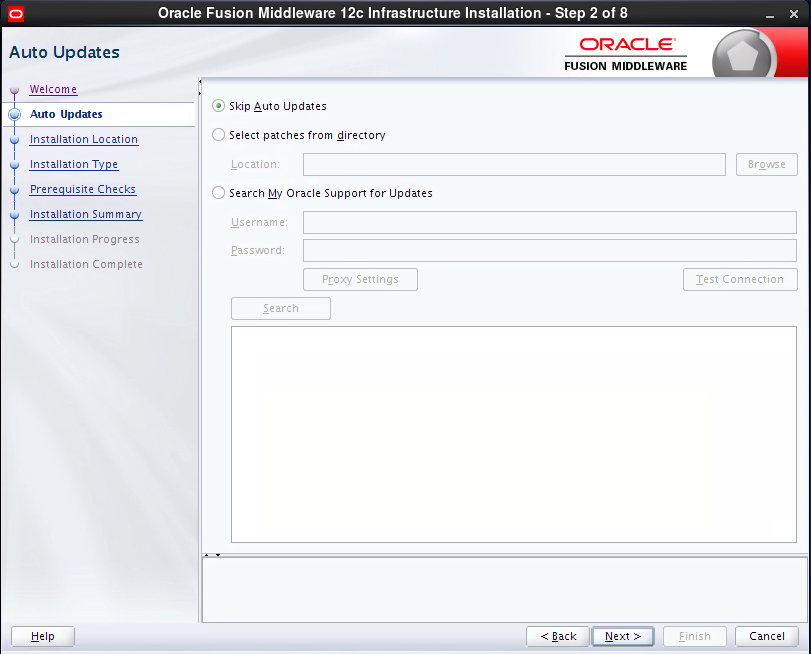 Oracle Fusion Middleware 12c Infrastructure Installation - Step 2 of 8
Auto Updates
ORACLE
FUSION MIDDLEWARE
Welcome
Auto Updates
Installation Location
Installation Type
Prerequisite Checks
Installation Summary
Installation Progress
Installation Complete
Skip Auto Updates
Select patches from directory
Location:
Browse
Search My Oracle Support for Updates
Username:
Password:
Proxy Settings
Test Connection
Search
Help
< Back
Next >
Finish
Cancel